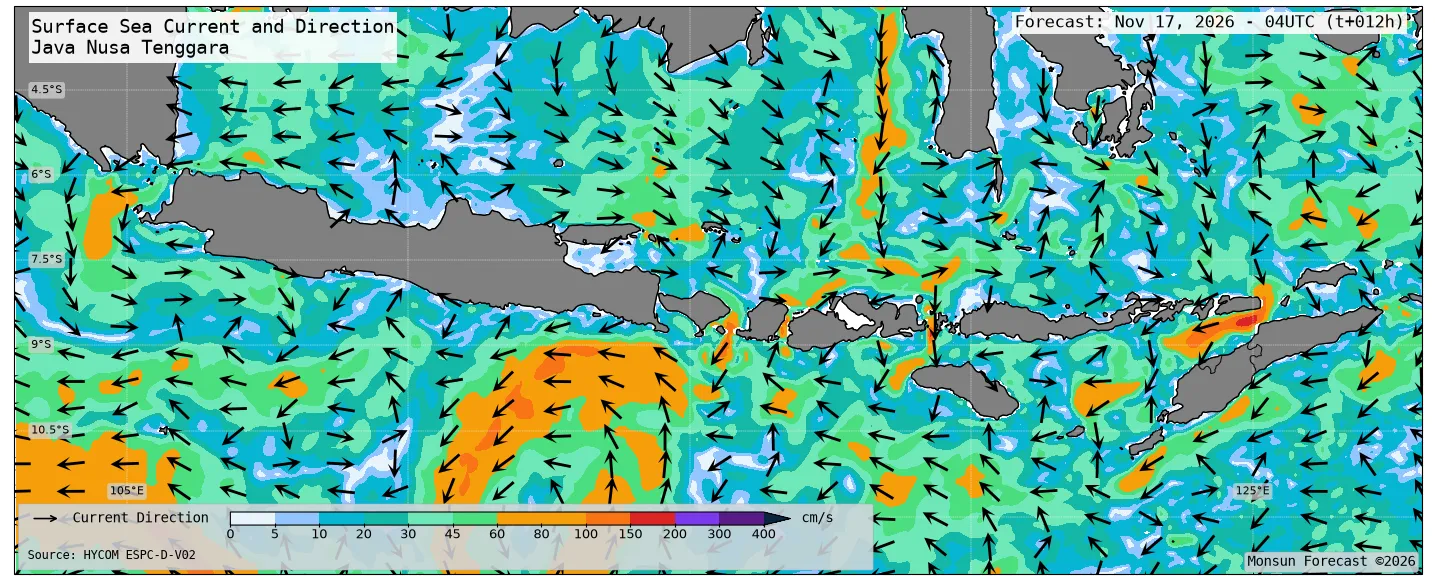 Surface Sea Current and Direction
Java Nusa Tenggara
Forecast: Nov 17, 2026 - 04UTC (t+012h)
4.5°S
6°S
7.5°S
9°S
10.5°S
105°E
125°E
Current Direction
0 5 10 20 30 45 60 80 100 150 200 300 400 cm/s
Source: HYCOM ESPC-D-V02
Monsun Forecast ©2026